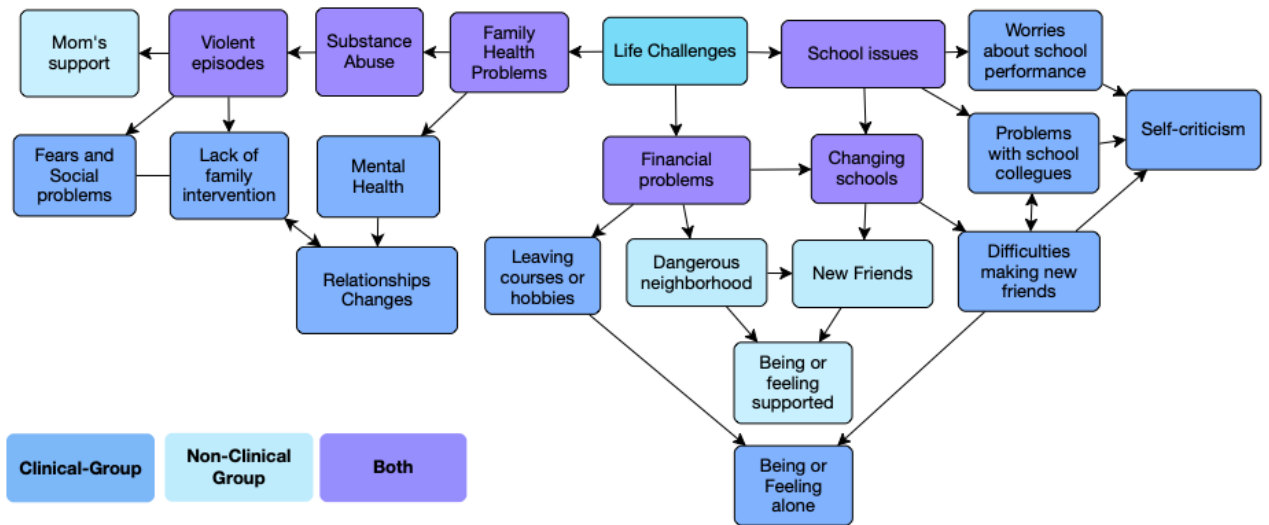 Mom's
support
Violent
episodes
Substance
Abuse
Family
Health
Problems
Life Challenges
School issues
Worries
about school
performance
Fears and
Social
problems
Lack of
family
intervention
Mental
Health
Financial
problems
Changing
schools
Problems
with school
collegues
Self-criticism
Relationships
Changes
Leaving
courses or
hobbies
Dangerous
neighborhood
New Friends
Difficulties
making new
friends
Being or
feeling
supported
Being or
Feeling
alone
Clinical-Group
Non-Clinical
Group
Both